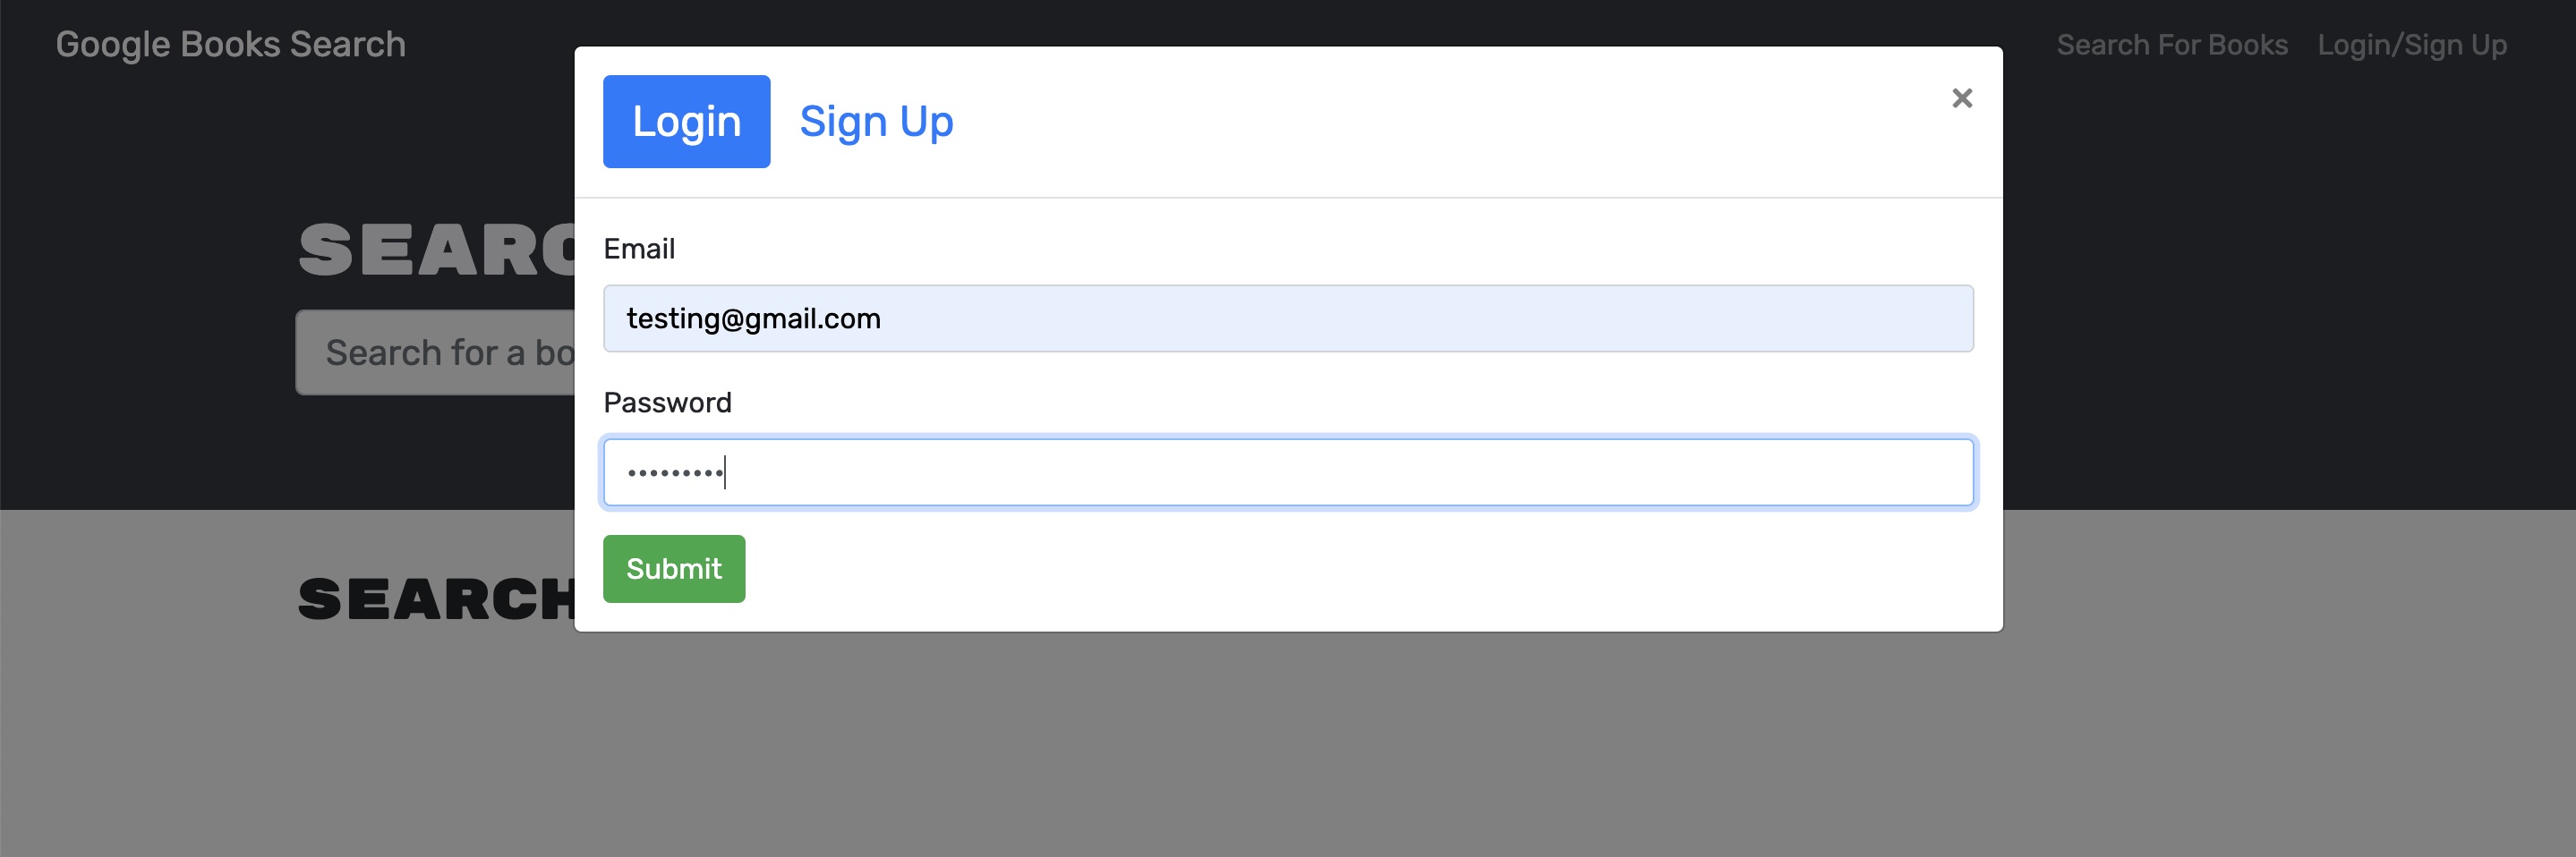 Google Books Search
Search For Books
Login/Sign Up
Login
Sign Up
×
Email
testing@gmail.com
Password
•••••••••
Submit
Search for a bo
SEARCH